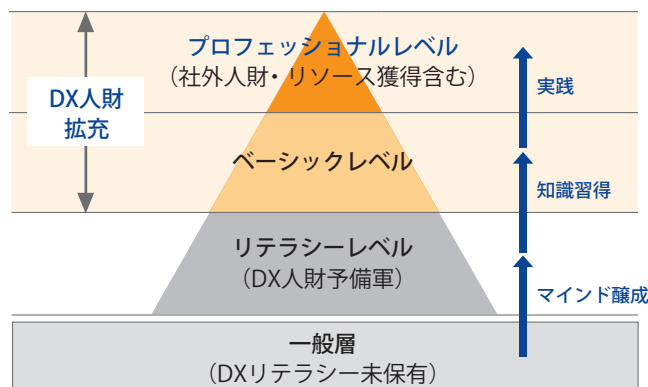 プロフェッショナルレベル
（社外人財・リソース獲得含む）
DX人財
拡充
実践
ベーシックレベル
知識習得
リテラシーレベル
（DX人財予備軍）
マインド醸成
一般層
（DXリテラシー未保有）